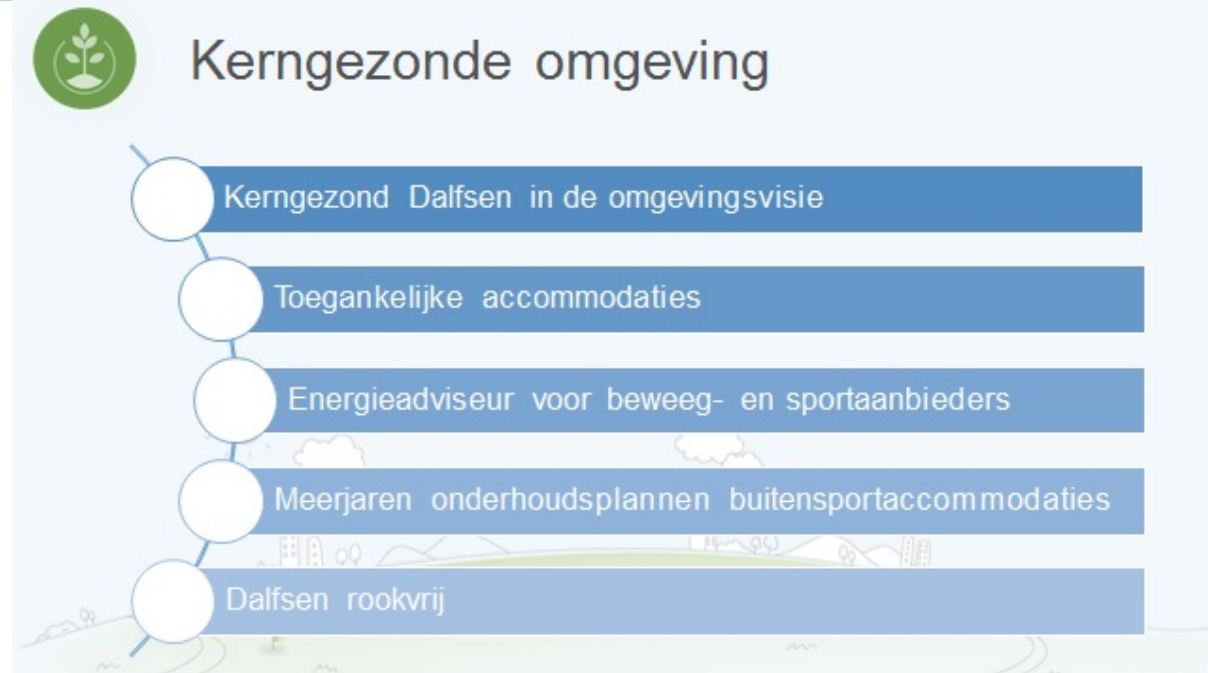 Kerngezonde omgeving
Kerngezond Dalfsen in de omgevingsvisie
Toegankelijke accommodaties
Energieadviseur voor beweeg- en sportaanbieders
Meerjaren onderhoudsplannen buitensportaccommodaties
Dalfsen rookvrij